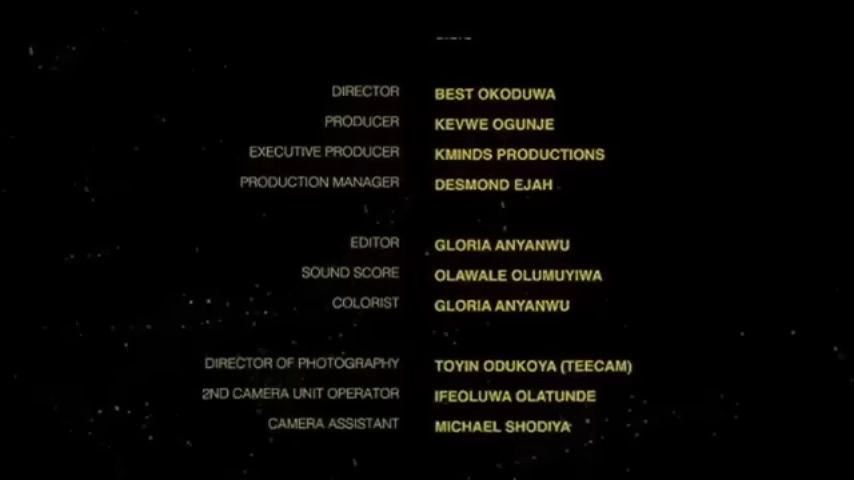 DIRECTOR BEST OKODUWA
PRODUCER KEVWE OGUNJE
EXECUTIVE PRODUCER KMINDS PRODUCTIONS
PRODUCTION MANAGER DESMOND EJAH
EDITOR GLORIA ANYANWU
SOUND SCORE OLAWALE OLUMUYIWA
COLORIST GLORIA ANYANWU
DIRECTOR OF PHOTOGRAPHY TOYIN ODUKOYA (TEECAM)
2ND CAMERA UNIT OPERATOR IFEOLUWA OLATUNDE
CAMERA ASSISTANT MICHAEL SHODIYA